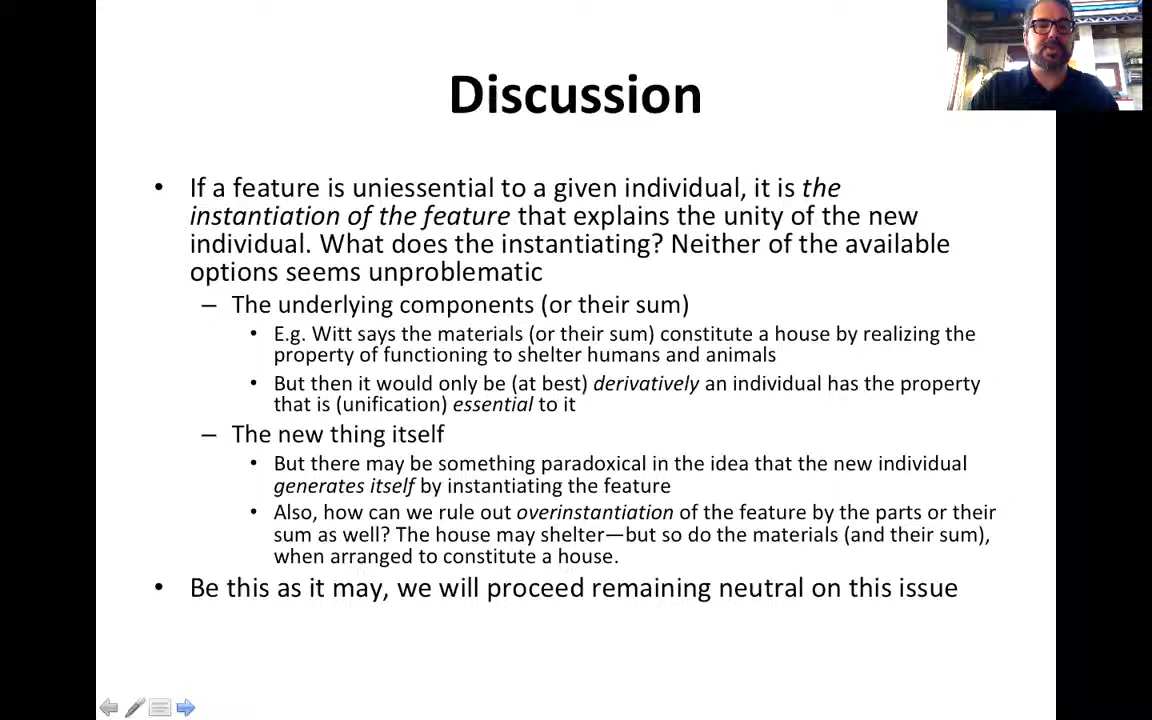 Discussion
• If a feature is uniessential to a given individual, it is the
instantiation of the feature that explains the unity of the new
individual. What does the instantiating? Neither of the available
options seems unproblematic
– The underlying components (or their sum)
• E.g. Witt says the materials (or their sum) constitute a house by realizing the
property of functioning to shelter humans and animals
• But then it would only be (at best) derivatively an individual has the property
that is (unification) essential to it
– The new thing itself
• But there may be something paradoxical in the idea that the new individual
generates itself by instantiating the feature
• Also, how can we rule out overinstantiation of the feature by the parts or their
sum as well? The house may shelter—but so do the materials (and their sum),
when arranged to constitute a house.
• Be this as it may, we will proceed remaining neutral on this issue